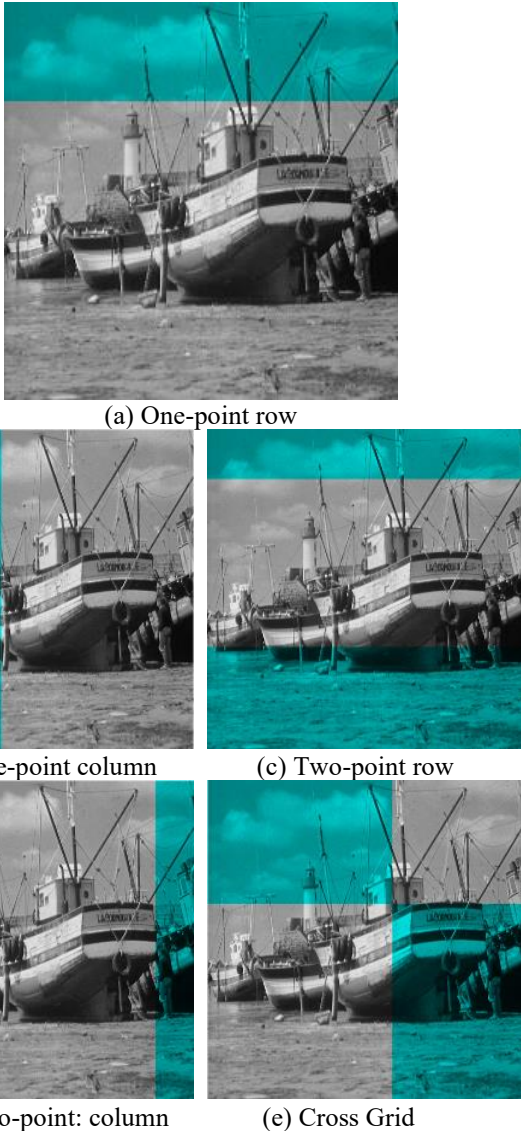 (a) One-point row
e-point column
(c) Two-point row
o-point: column
(e) Cross Grid